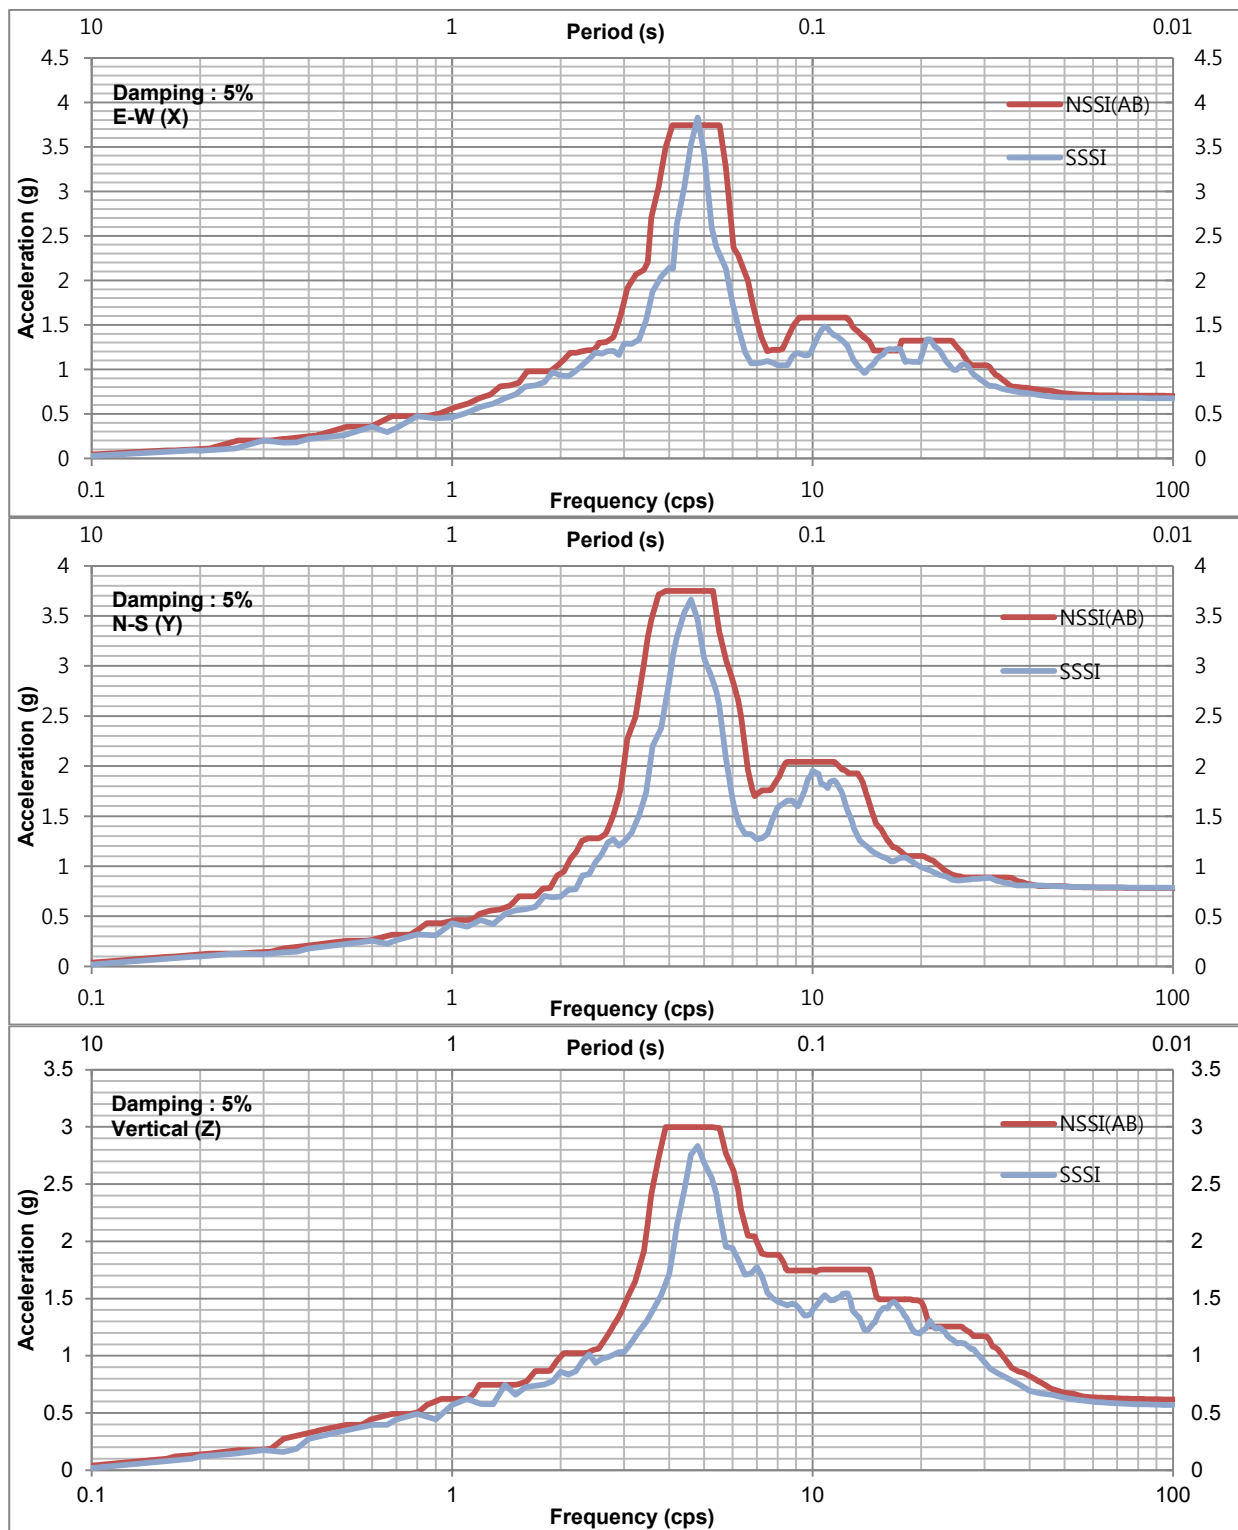 10 1 Period (s) 0.1 0.01
4.5 4.5
Damping : 5%
E-W (X)
4 NSSI(AB) 4
3.5 SSSI 3.5
3 3
2.5 2.5
2 2
1.5 1.5
1 1
0.5 0.5
0 0
Acceleration (g)
0.1 1 10 100
Frequency (cps)
10 1 Period (s) 0.1 0.01
4 4
Damping : 5%
N-S (Y)
3.5 NSSI(AB) 3.5
3 SSSI 3
2.5 2.5
2 2
1.5 1.5
1 1
0.5 0.5
0 0
Acceleration (g)
0.1 1 10 100
Frequency (cps)
10 1 Period (s) 0.1 0.01
3.5 3.5
Damping : 5%
Vertical (Z)
3 NSSI(AB) 3
2.5 SSSI 2.5
2 2
1.5 1.5
1 1
0.5 0.5
0 0
Acceleration (g)
0.1 1 10 100
Frequency (cps)